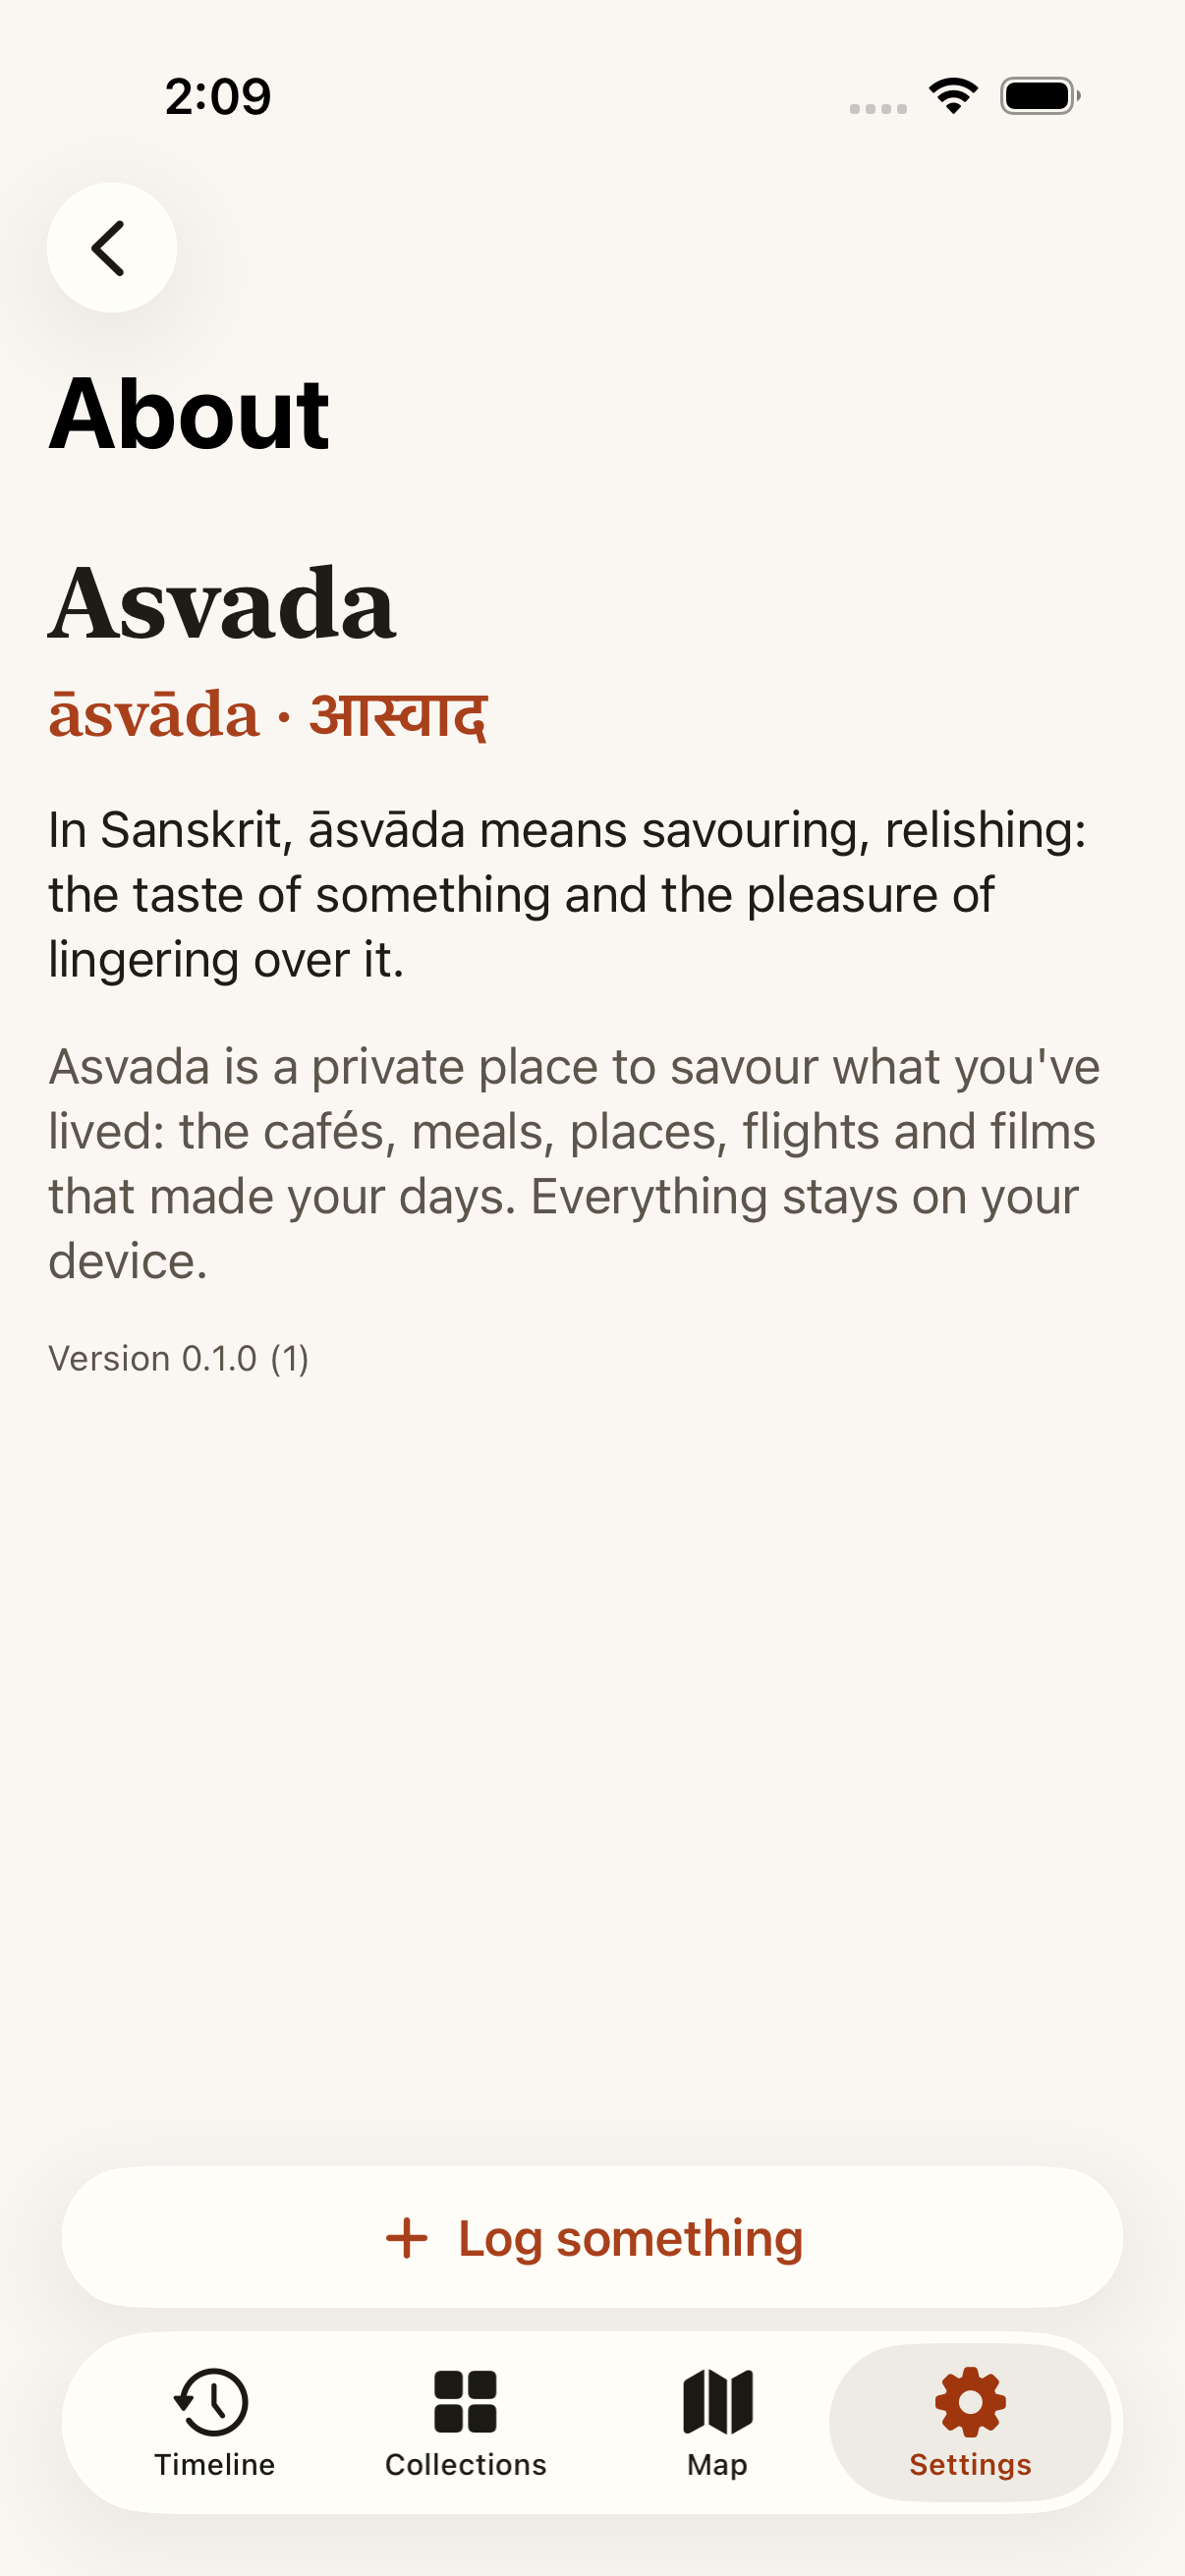 2:09
About
Asvada
āsvāda · आस्वाद
In Sanskrit, āsvāda means savouring, relishing:
the taste of something and the pleasure of
lingering over it.
Asvada is a private place to savour what you've
lived: the cafés, meals, places, flights and films
that made your days. Everything stays on your
device.
Version 0.1.0 (1)
Log something
Timeline
Collections
Map
Settings